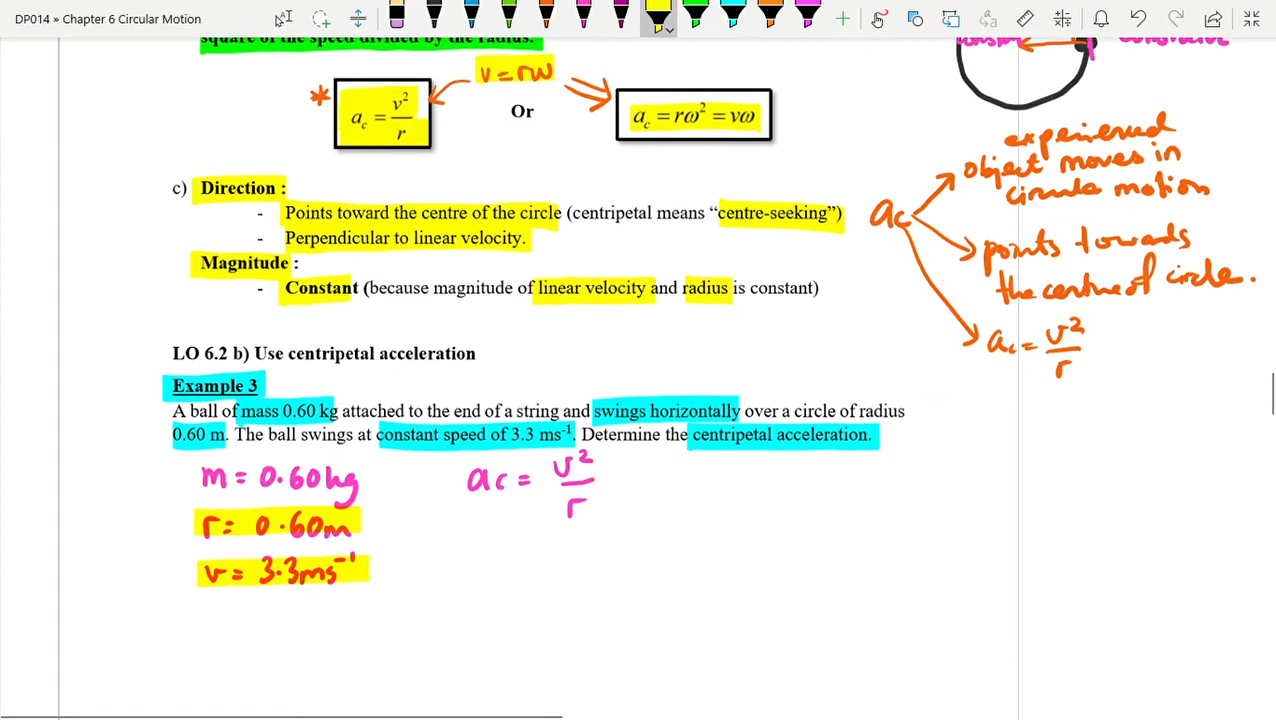 DP014 » Chapter 6 Circular Motion
square of the speed divided by the radius.
v = rω
* a_c = v²/r
Or
a_c = rω² = vω
c) Direction :
- Points toward the centre of the circle (centripetal means “centre-seeking”)
- Perpendicular to linear velocity.
Magnitude :
- Constant (because magnitude of linear velocity and radius is constant)
constant
ac
experienced
object moves in
circular motion
points towards
the centre of circle.
ac = v²/r
LO 6.2 b) Use centripetal acceleration
Example 3
A ball of mass 0.60 kg attached to the end of a string and swings horizontally over a circle of radius
0.60 m. The ball swings at constant speed of 3.3 ms⁻¹. Determine the centripetal acceleration.
m = 0.60kg
ac = v²/r
r = 0.60m
v = 3.3ms⁻¹